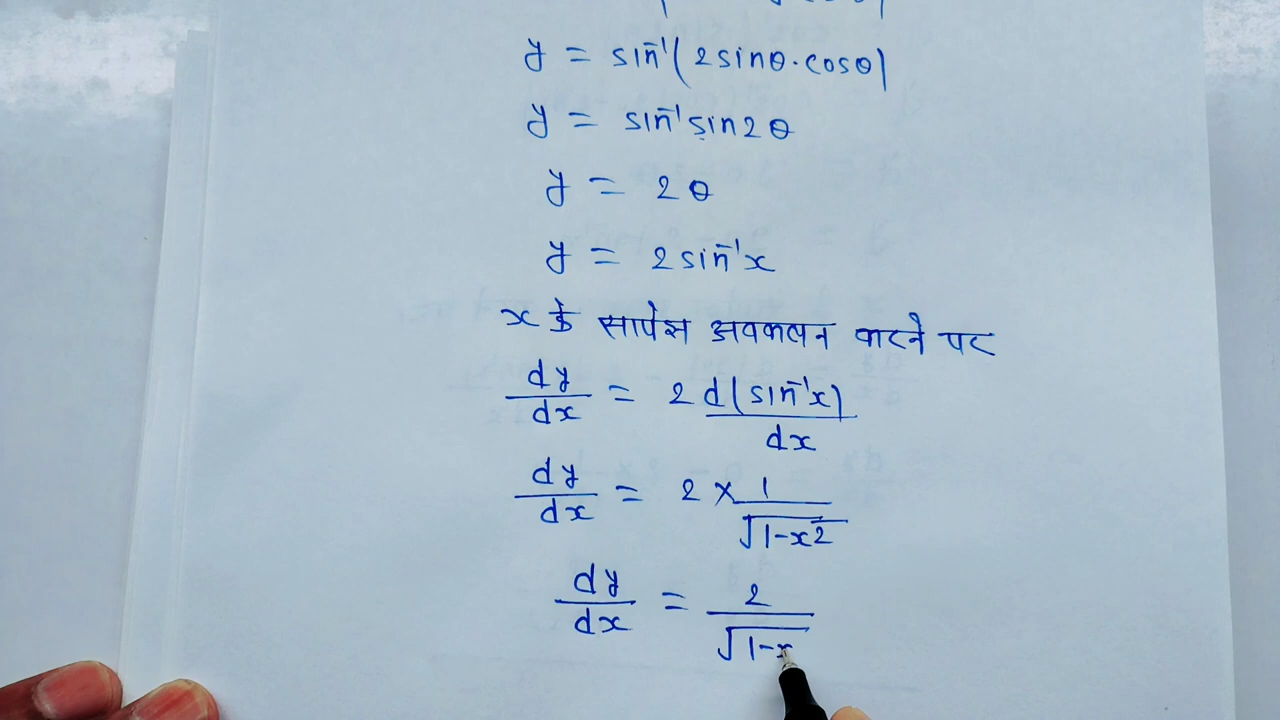 y = sin⁻¹(2sinθ·cosθ)
y = sin⁻¹sin2θ
y = 2θ
y = 2sin⁻¹x
x के सापेक्ष अवकलन करने पर
dy/dx = 2 d(sin⁻¹x)/dx
dy/dx = 2 × 1/√(1-x²)
dy/dx = 2/√(1-x